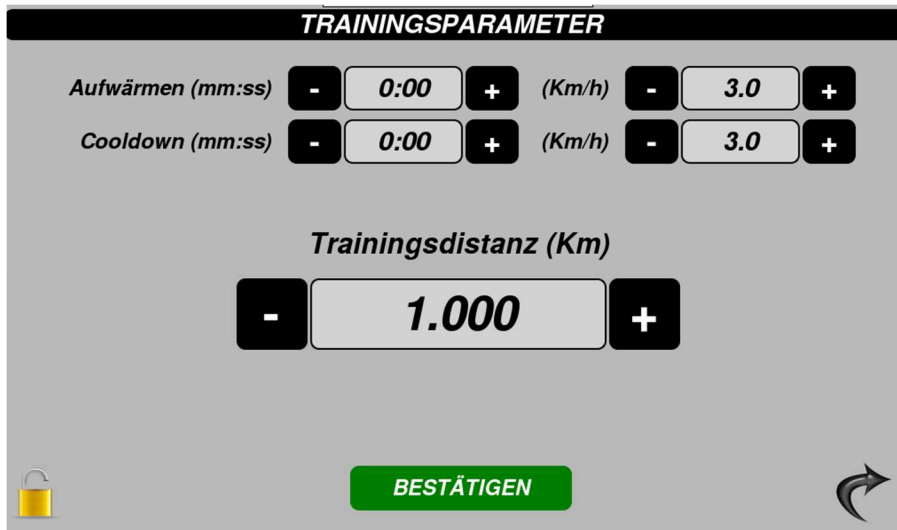 TRAININGSPARAMETER
Aufwärmen (mm:ss) - 0:00 + (Km/h) - 3.0 +
Cooldown (mm:ss) - 0:00 + (Km/h) - 3.0 +
Trainingsdistanz (Km)
- 1.000 +
BESTÄTIGEN